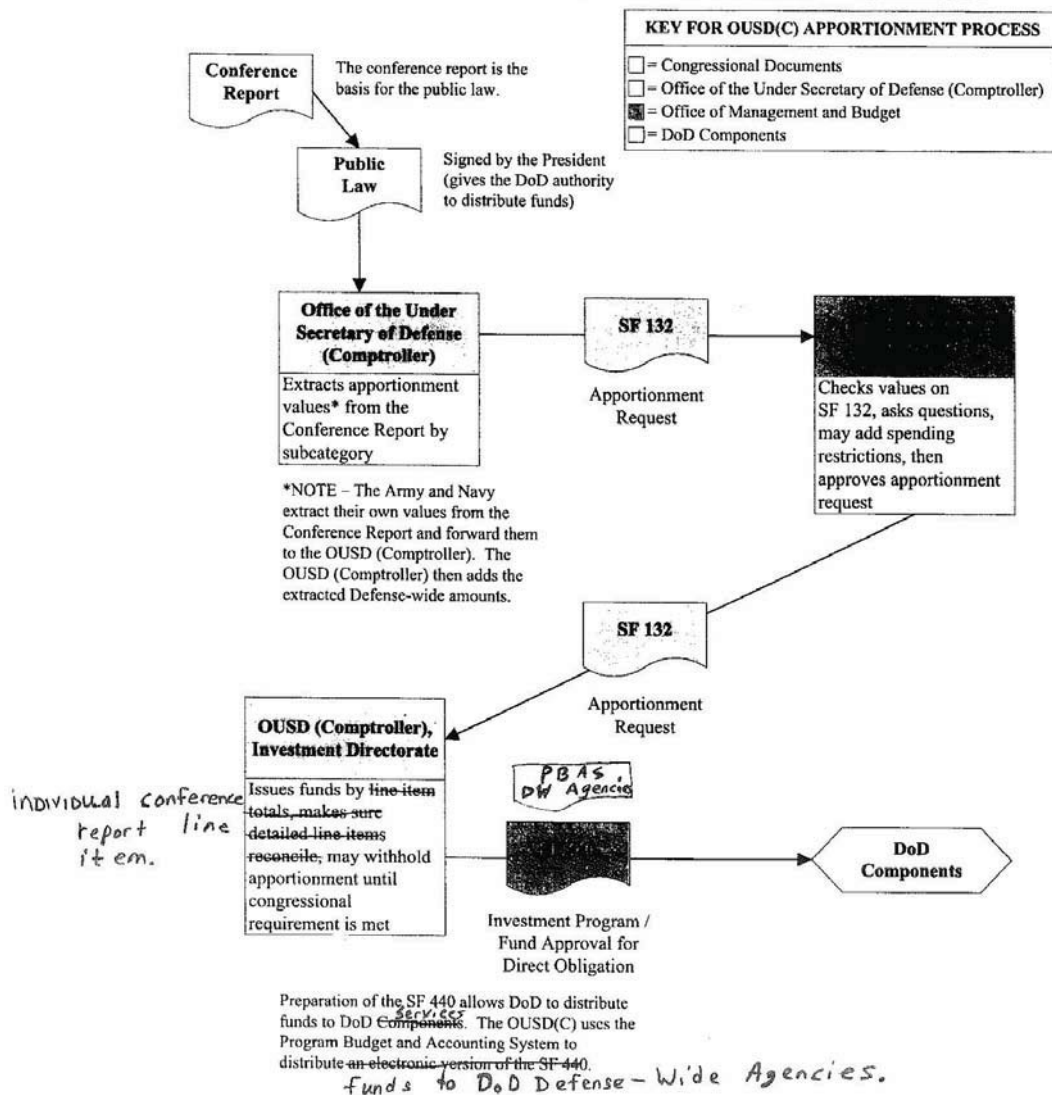 KEY FOR OUSD(C) APPORTIONMENT PROCESS
= Congressional Documents
= Office of the Under Secretary of Defense (Comptroller)
= Office of Management and Budget
= DoD Components
Conference
Report
The conference report is the
basis for the public law.
Public
Law
Signed by the President
(gives the DoD authority
to distribute funds)
Office of the Under
Secretary of Defense
(Comptroller)
Extracts apportionment
values* from the
Conference Report by
subcategory
SF 132
Apportionment
Request
Checks values on
SF 132, asks questions,
may add spending
restrictions, then
approves apportionment
request
*NOTE – The Army and Navy
extract their own values from the
Conference Report and forward them
to the OUSD (Comptroller). The
OUSD (Comptroller) then adds the
extracted Defense-wide amounts.
SF 132
Apportionment
Request
OUSD (Comptroller),
Investment Directorate
Issues funds by line item
totals, makes sure
detailed line items
reconcile, may withhold
apportionment until
congressional
requirement is met
INDIVIDUAL conference
report line
item.
PBAS.
DW Agencies
Investment Program /
Fund Approval for
Direct Obligation
DoD
Components
Preparation of the SF 440 allows DoD to distribute
services
funds to DoD Components. The OUSD(C) uses the
Program Budget and Accounting System to
distribute an electronic version of the SF 440.
funds to DoD Defense-Wide Agencies.